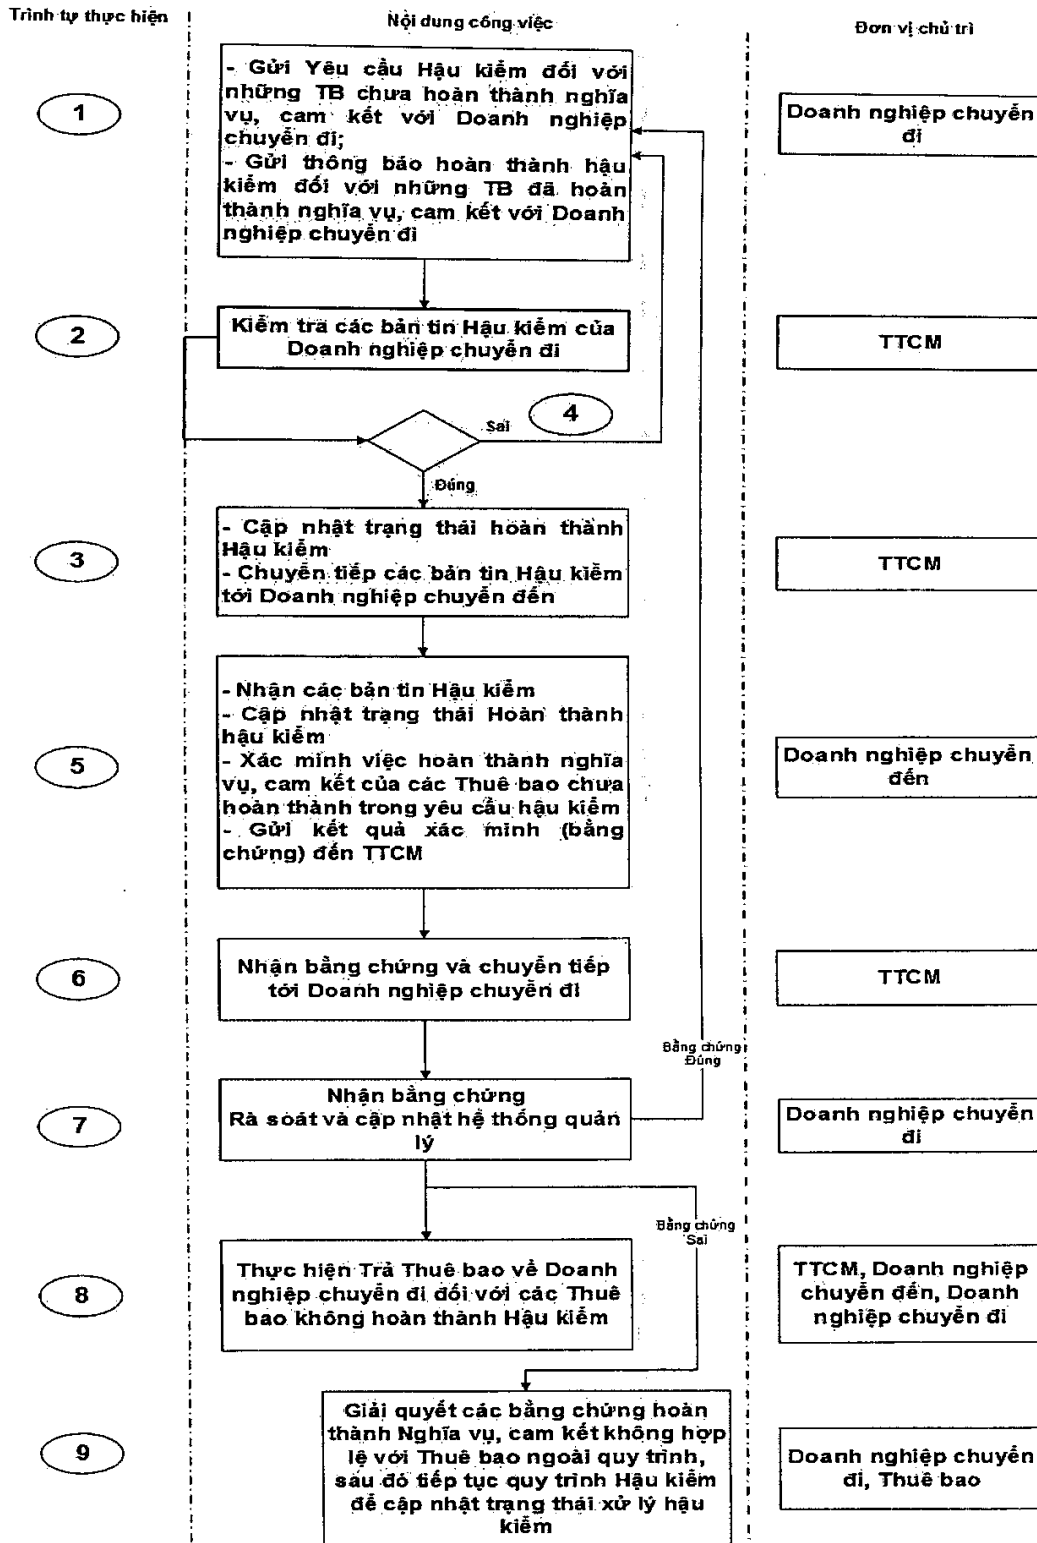 Trình tự thực hiện
Nội dung công việc
Đơn vị chủ trì
1
- Gửi Yêu cầu Hậu kiểm đối với
những TB chưa hoàn thành nghĩa
vụ, cam kết với Doanh nghiệp
chuyển đi;
- Gửi thông báo hoàn thành hậu
kiểm đối với những TB đã hoàn
thành nghĩa vụ, cam kết với Doanh
nghiệp chuyển đi
Doanh nghiệp chuyển
đi
2
Kiểm tra các bản tin Hậu kiểm của
Doanh nghiệp chuyển đi
TTCM
Sai
4
Đúng
3
- Cập nhật trạng thái hoàn thành
Hậu kiểm
- Chuyển tiếp các bản tin Hậu kiểm
tới Doanh nghiệp chuyển đến
TTCM
5
- Nhận các bản tin Hậu kiểm
- Cập nhật trạng thái Hoàn thành
hậu kiểm
- Xác minh việc hoàn thành nghĩa
vụ, cam kết của các Thuê bao chưa
hoàn thành trong yêu cầu hậu kiểm
- Gửi kết quả xác minh (bằng
chứng) đến TTCM
Doanh nghiệp chuyển
đến
6
Nhận bằng chứng và chuyển tiếp
tới Doanh nghiệp chuyển đi
TTCM
Bằng chứng
Đúng
7
Nhận bằng chứng
Rà soát và cập nhật hệ thống quản
lý
Doanh nghiệp chuyển
đi
Bằng chứng
Sai
8
Thực hiện Trả Thuê bao về Doanh
nghiệp chuyển đi đối với các Thuê
bao không hoàn thành Hậu kiểm
TTCM, Doanh nghiệp
chuyển đến, Doanh
nghiệp chuyển đi
9
Giải quyết các bằng chứng hoàn
thành Nghĩa vụ, cam kết không hợp
lệ với Thuê bao ngoài quy trình,
sau đó tiếp tục quy trình Hậu kiểm
để cập nhật trạng thái xử lý hậu
kiểm
Doanh nghiệp chuyển
đi, Thuê bao